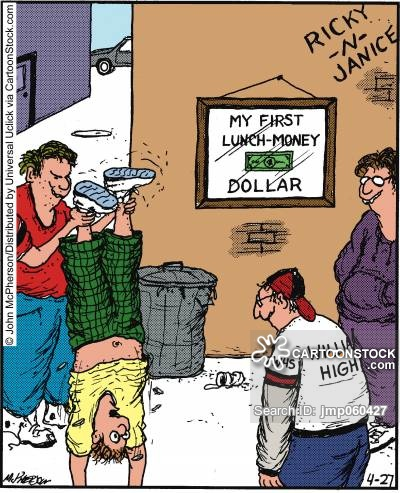 © John McPherson/Distributed by Universal Uclick via CartoonStock.com
RICKY
-N-
JANICE
MY FIRST
LUNCH-MONEY
DOLLAR
HIGH
CARTOONSTOCK
.com
Search ID: jmp060427
4-27